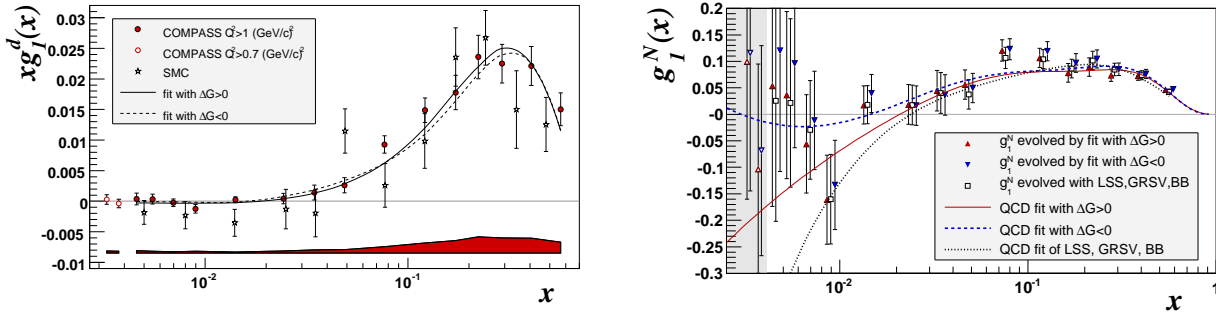 xg₁ᵈ(x)
0.03
0.025
0.02
0.015
0.01
0.005
-0
-0.005
-0.01
COMPASS Q²>1 (GeV/c)²
COMPASS Q²>0.7 (GeV/c)²
SMC
fit with ΔG>0
fit with ΔG<0
10⁻²
10⁻¹
x
g₁ᴺ(x)
0.2
0.15
0.1
0.05
-0
-0.05
-0.1
-0.15
-0.2
-0.25
-0.3
g₁ᴺ evolved by fit with ΔG>0
g₁ᴺ evolved by fit with ΔG<0
g₁ᴺ evolved with LSS,GRSV,BB
QCD fit with ΔG>0
QCD fit with ΔG<0
QCD fit of LSS, GRSV, BB
10⁻²
10⁻¹
1
x